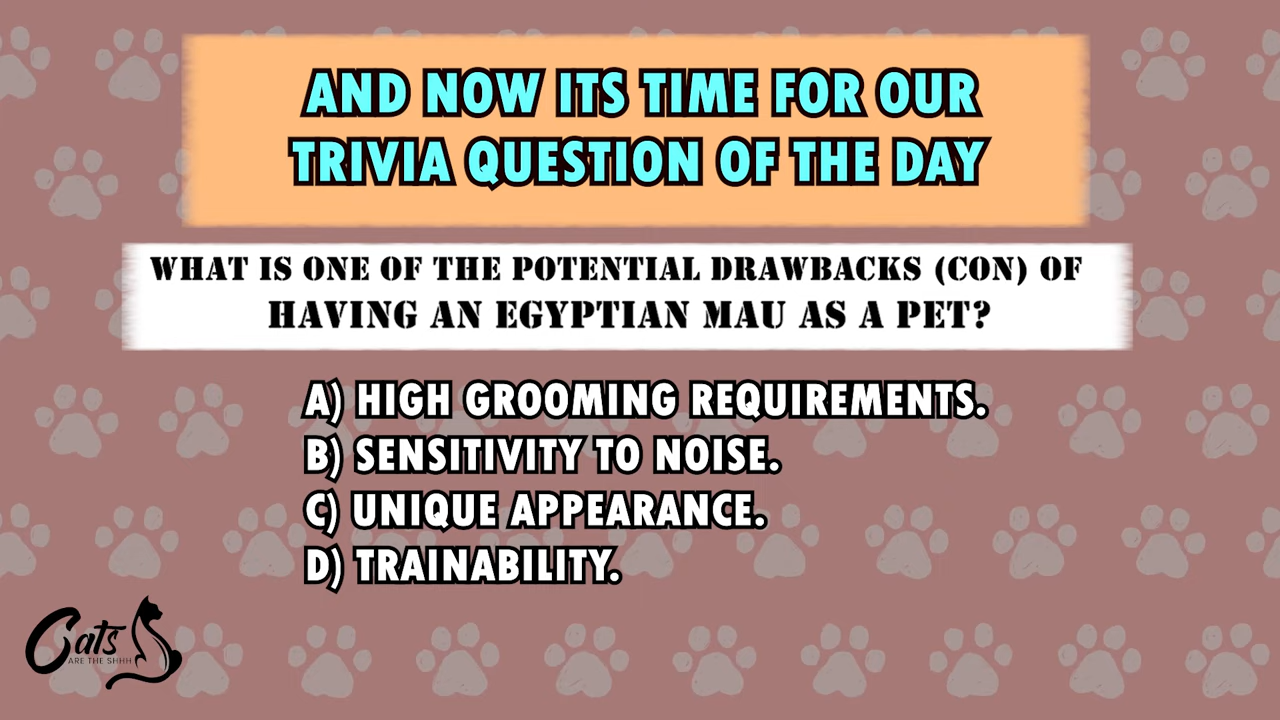 AND NOW ITS TIME FOR OUR
TRIVIA QUESTION OF THE DAY
WHAT IS ONE OF THE POTENTIAL DRAWBACKS (CON) OF
HAVING AN EGYPTIAN MAU AS A PET?
A) HIGH GROOMING REQUIREMENTS.
B) SENSITIVITY TO NOISE.
C) UNIQUE APPEARANCE.
D) TRAINABILITY.
Cats
ARE THE SHHH